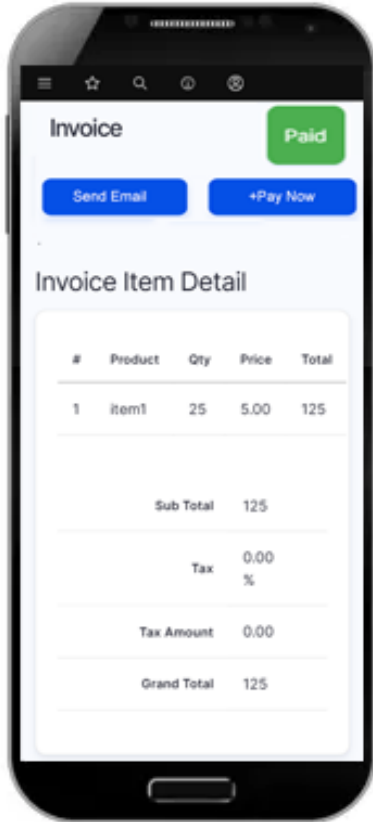 Invoice
Paid
Send Email
+Pay Now
Invoice Item Detail
# Product Qty Price Total
1 item1 25 5.00 125
Sub Total 125
Tax 0.00
%
Tax Amount 0.00
Grand Total 125